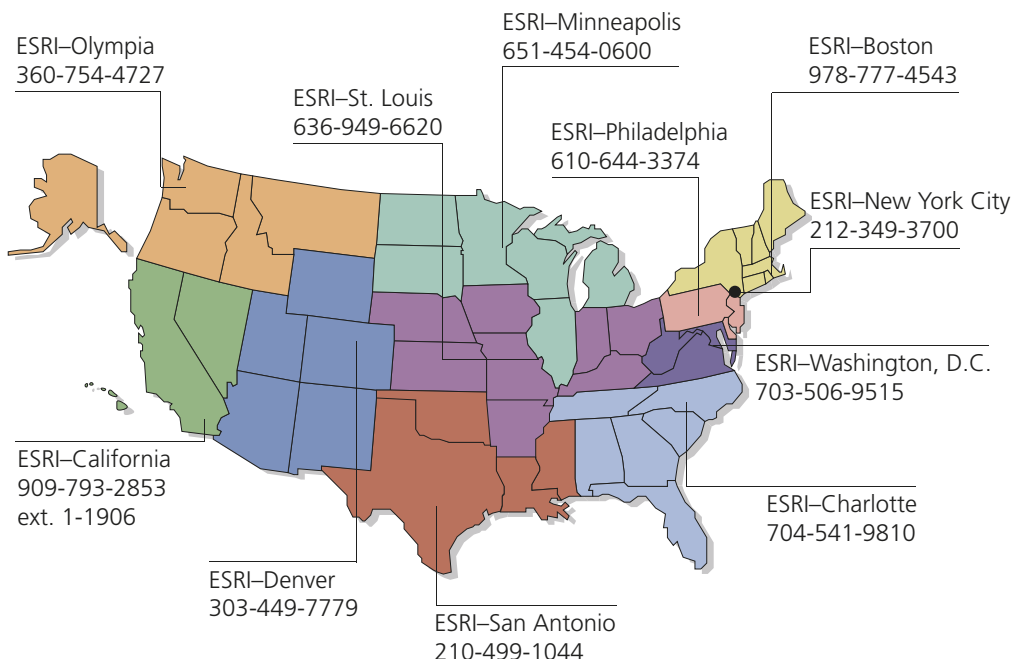 ESRI–Minneapolis
651-454-0600
ESRI–Olympia
360-754-4727
ESRI–Boston
978-777-4543
ESRI–St. Louis
636-949-6620
ESRI–Philadelphia
610-644-3374
ESRI–New York City
212-349-3700
ESRI–Washington, D.C.
703-506-9515
ESRI–California
909-793-2853
ext. 1-1906
ESRI–Charlotte
704-541-9810
ESRI–Denver
303-449-7779
ESRI–San Antonio
210-499-1044